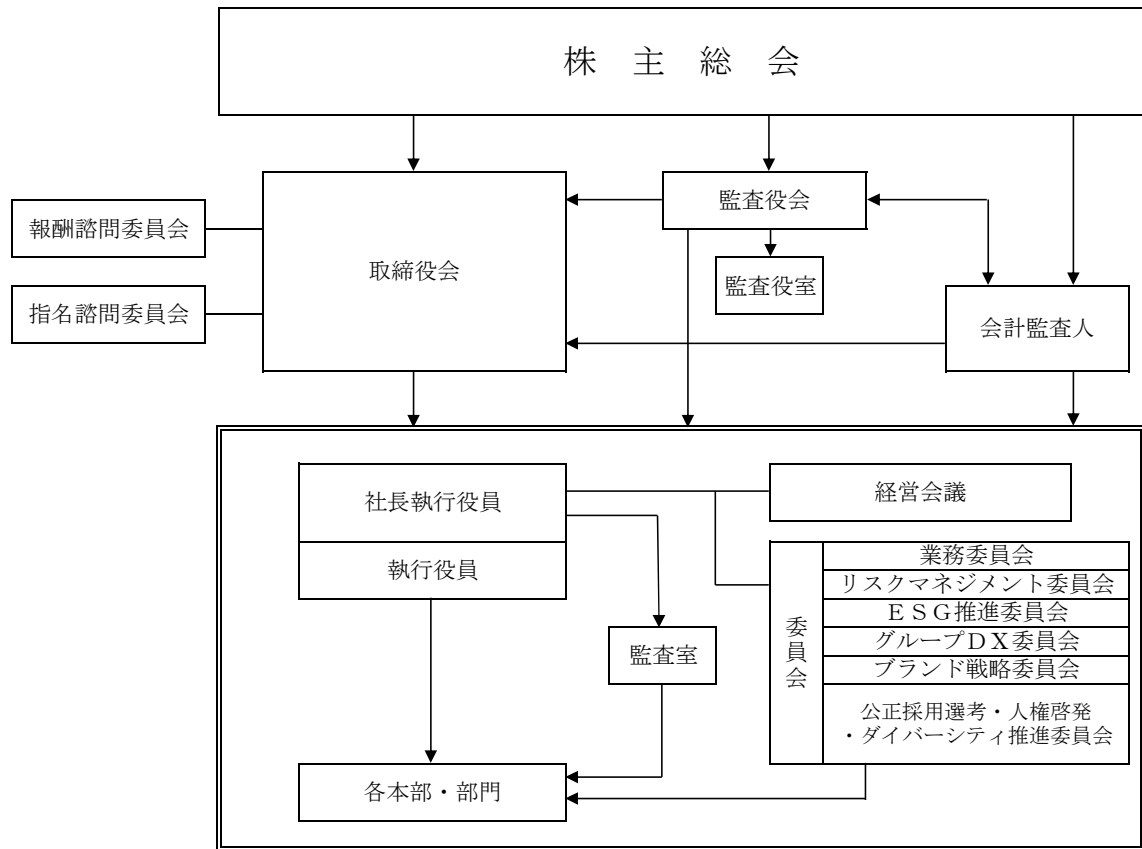 株 主 総 会
監査役会
報酬諮問委員会
取締役会
監査役室
指名諮問委員会
会計監査人
社長執行役員
経営会議
執行役員
委員会
業務委員会
リスクマネジメント委員会
ＥＳＧ推進委員会
グループＤＸ委員会
ブランド戦略委員会
公正採用選考・人権啓発
・ダイバーシティ推進委員会
監査室
各本部・部門